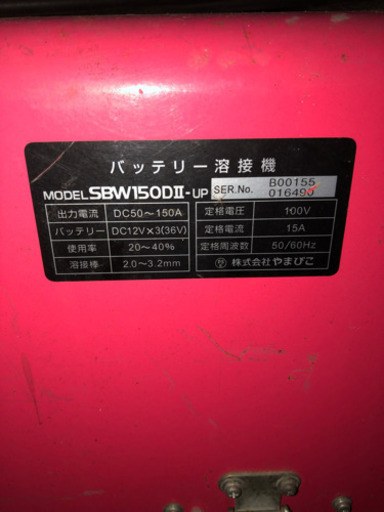 バッテリー溶接機
MODEL SBW150DⅡ-UP SER.No. B00155
016490
出力電流 DC50～150A 定格電圧 100V
バッテリー DC12V×3(36V) 定格電流 15A
使用率 20～40% 定格周波数 50/60Hz
溶接棒 2.0～3.2mm 株式会社やまびこ